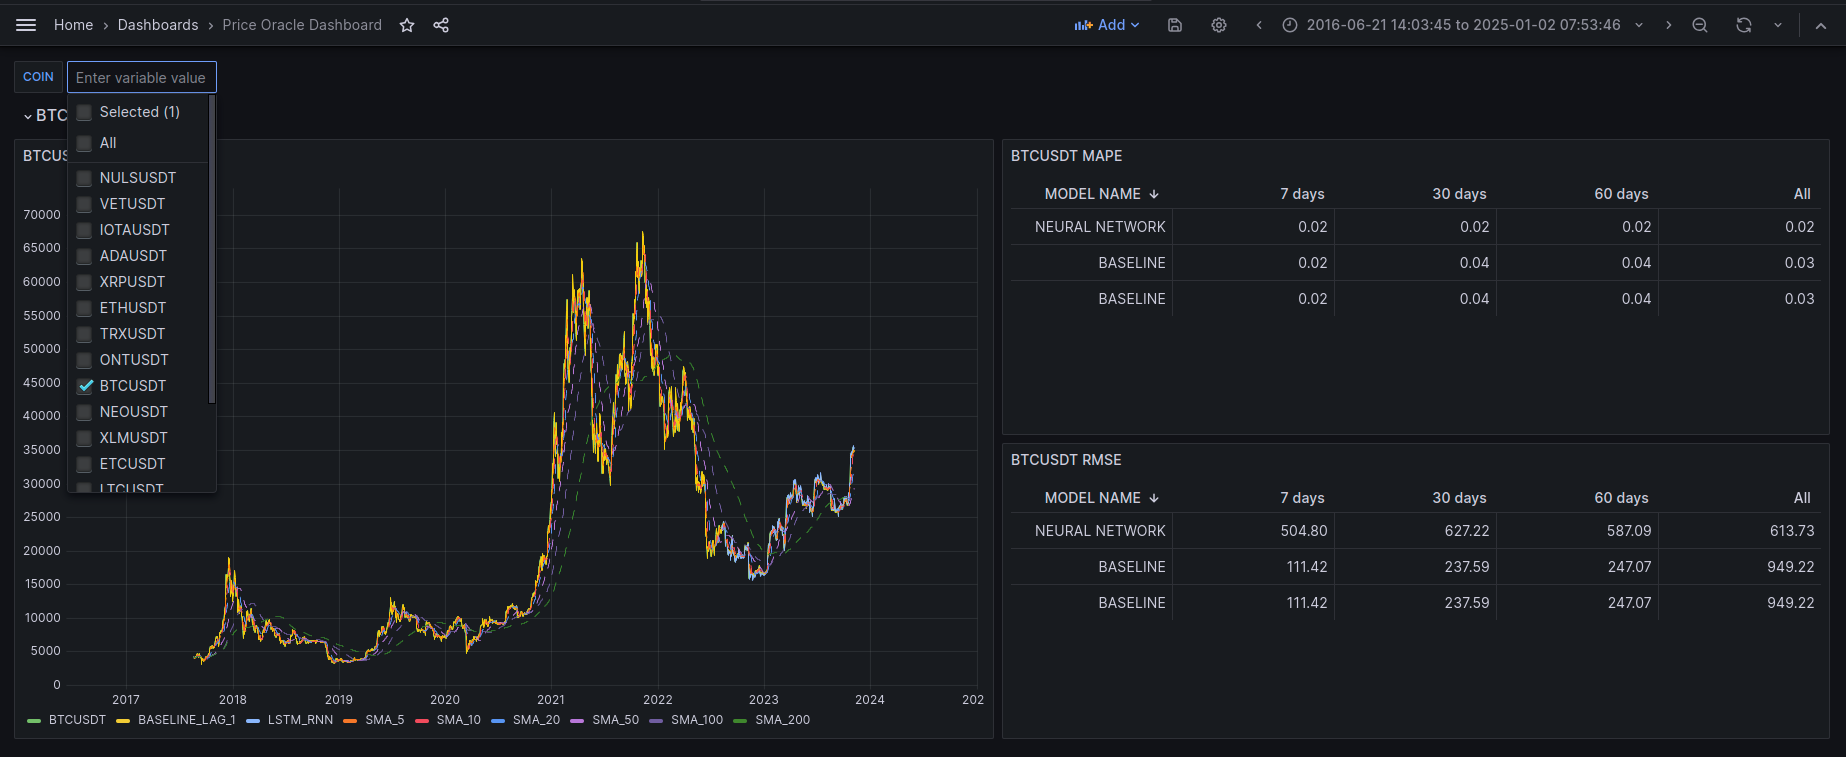 Home › Dashboards › Price Oracle Dashboard
Add
2016-06-21 14:03:45 to 2025-01-02 07:53:46
COIN
Enter variable value
Selected (1)
All
NULSUSDT
VETUSDT
IOTAUSDT
ADAUSDT
XRPUSDT
ETHUSDT
TRXUSDT
ONTUSDT
BTCUSDT
NEOUSDT
XLMUSDT
ETCUSDT
LTCUSDT
BTC
BTCUS
70000
65000
60000
55000
50000
45000
40000
35000
30000
25000
20000
15000
10000
5000
0
2017 2018 2019 2020 2021 2022 2023 2024 202
BTCUSDT BASELINE_LAG_1 LSTM_RNN SMA_5 SMA_10 SMA_20 SMA_50 SMA_100 SMA_200
BTCUSDT MAPE
MODEL NAME ↓ 7 days 30 days 60 days All
NEURAL NETWORK 0.02 0.02 0.02 0.02
BASELINE 0.02 0.04 0.04 0.03
BASELINE 0.02 0.04 0.04 0.03
BTCUSDT RMSE
MODEL NAME ↓ 7 days 30 days 60 days All
NEURAL NETWORK 504.80 627.22 587.09 613.73
BASELINE 111.42 237.59 247.07 949.22
BASELINE 111.42 237.59 247.07 949.22